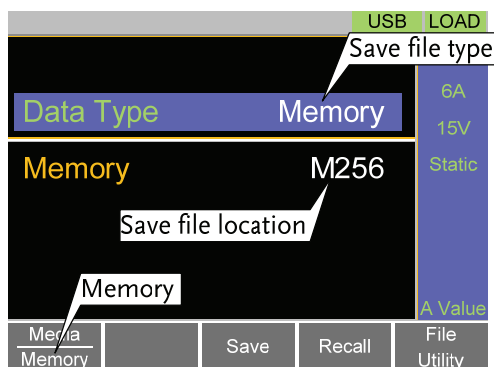 USB LOAD
Save file type
6A
Data Type Memory
15V
Memory M256
Static
Save file location
Memory
A Value
Media
Memory
Save
Recall
File
Utility